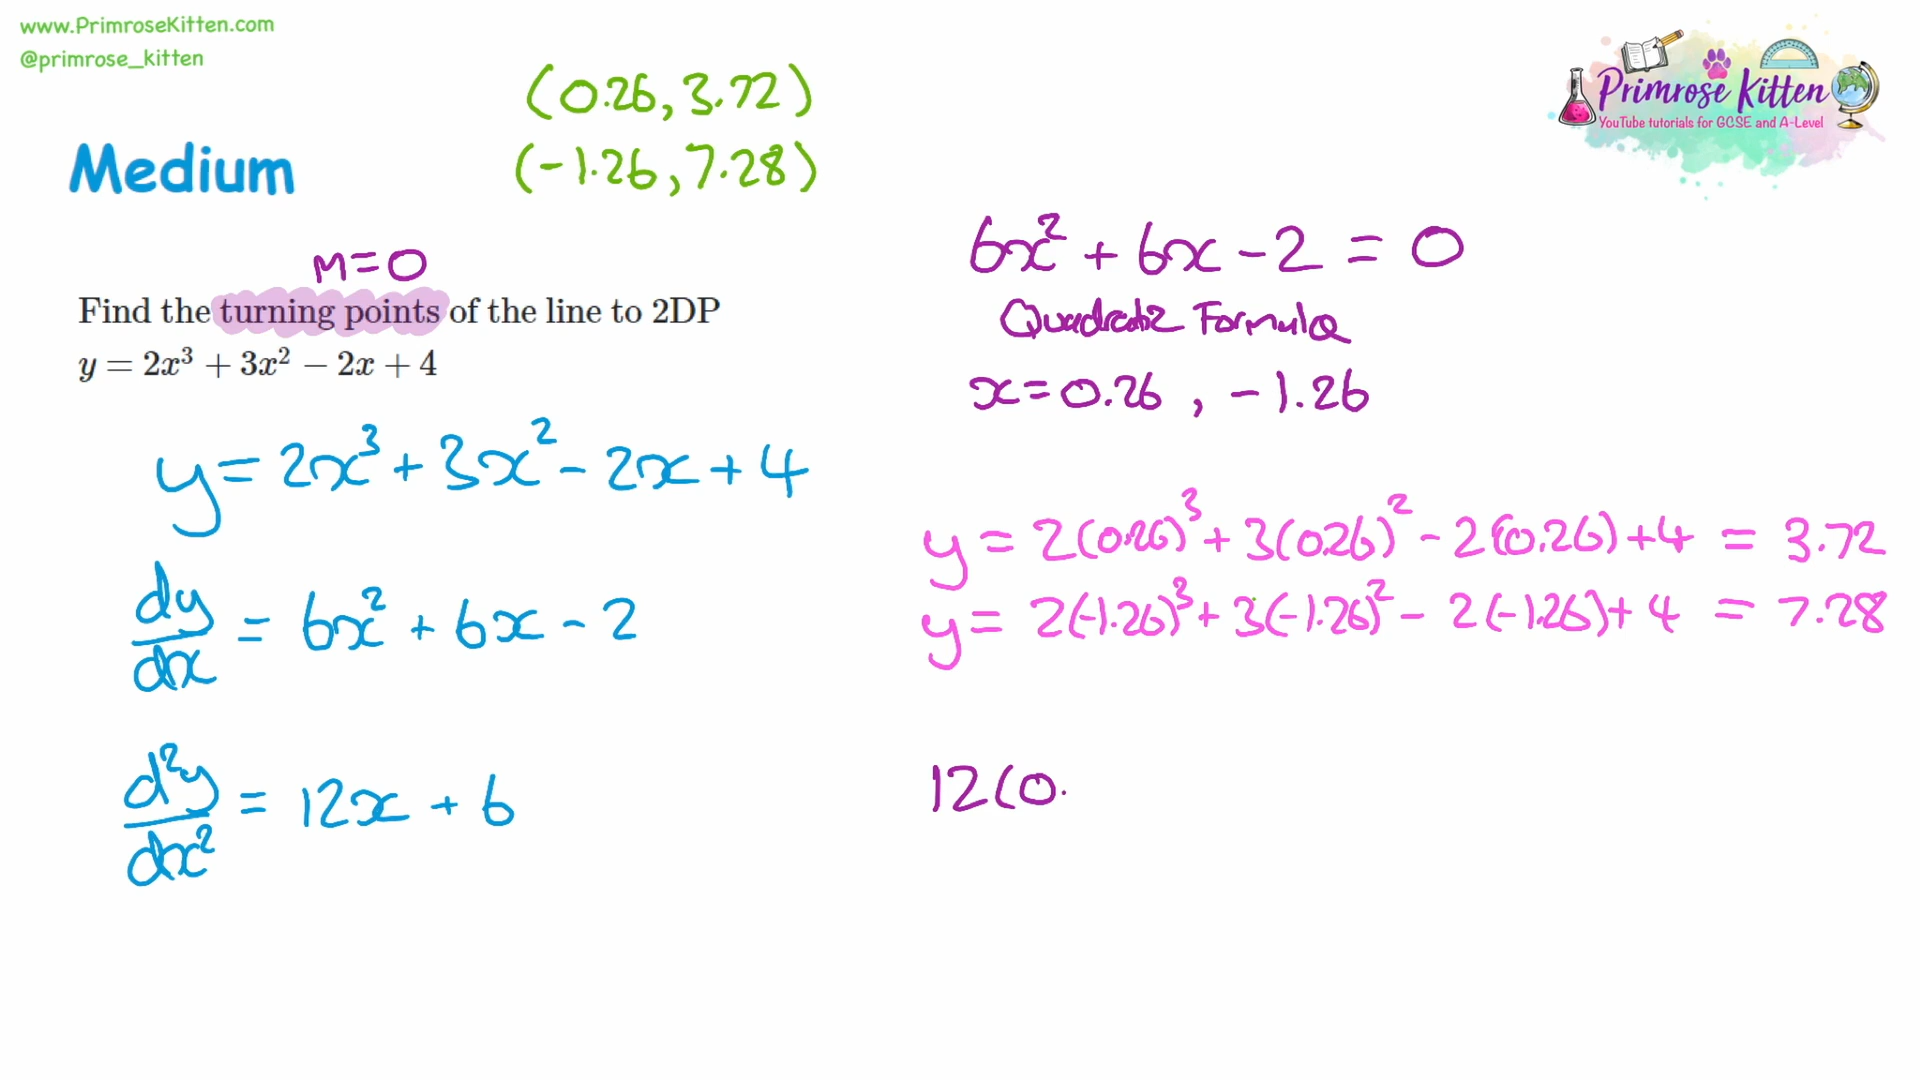 www.PrimroseKitten.com
@primrose_kitten
Primrose Kitten
YouTube tutorials for GCSE and A-Level
(0.26, 3.72)
(-1.26, 7.28)
Medium
M=0
Find the turning points of the line to 2DP
y = 2x³ + 3x² − 2x + 4
y = 2x³ + 3x² - 2x + 4
dy/dx = 6x² + 6x - 2
d²y/dx² = 12x + 6
6x² + 6x - 2 = 0
Quadratic Formula
x = 0.26 , -1.26
y = 2(0.26)³ + 3(0.26)² - 2(0.26) + 4 = 3.72
y = 2(-1.26)³ + 3(-1.26)² - 2(-1.26) + 4 = 7.28
12(0.